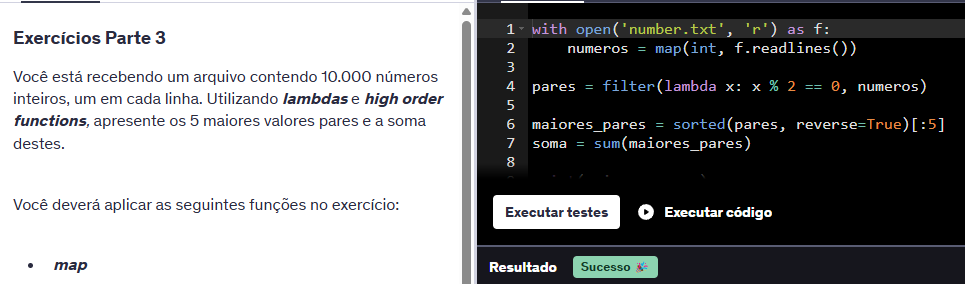 Exercícios Parte 3
Você está recebendo um arquivo contendo 10.000 números
inteiros, um em cada linha. Utilizando lambdas e high order
functions, apresente os 5 maiores valores pares e a soma
destes.
Você deverá aplicar as seguintes funções no exercício:
• map
1 with open('number.txt', 'r') as f:
2     numeros = map(int, f.readlines())
3
4 pares = filter(lambda x: x % 2 == 0, numeros)
5
6 maiores_pares = sorted(pares, reverse=True)[:5]
7 soma = sum(maiores_pares)
8
Executar testes
Executar código
Resultado
Sucesso 🎉